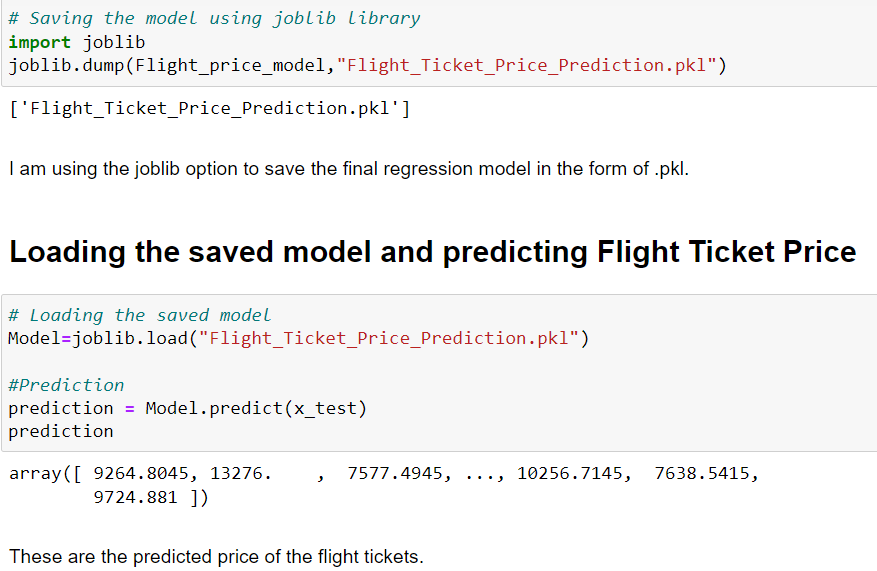 # Saving the model using joblib library
import joblib
joblib.dump(Flight_price_model,"Flight_Ticket_Price_Prediction.pkl")
['Flight_Ticket_Price_Prediction.pkl']
I am using the joblib option to save the final regression model in the form of .pkl.
Loading the saved model and predicting Flight Ticket Price
# Loading the saved model
Model=joblib.load("Flight_Ticket_Price_Prediction.pkl")
#Prediction
prediction = Model.predict(x_test)
prediction
array([ 9264.8045, 13276.    ,  7577.4945, ..., 10256.7145,  7638.5415,
        9724.881 ])
These are the predicted price of the flight tickets.